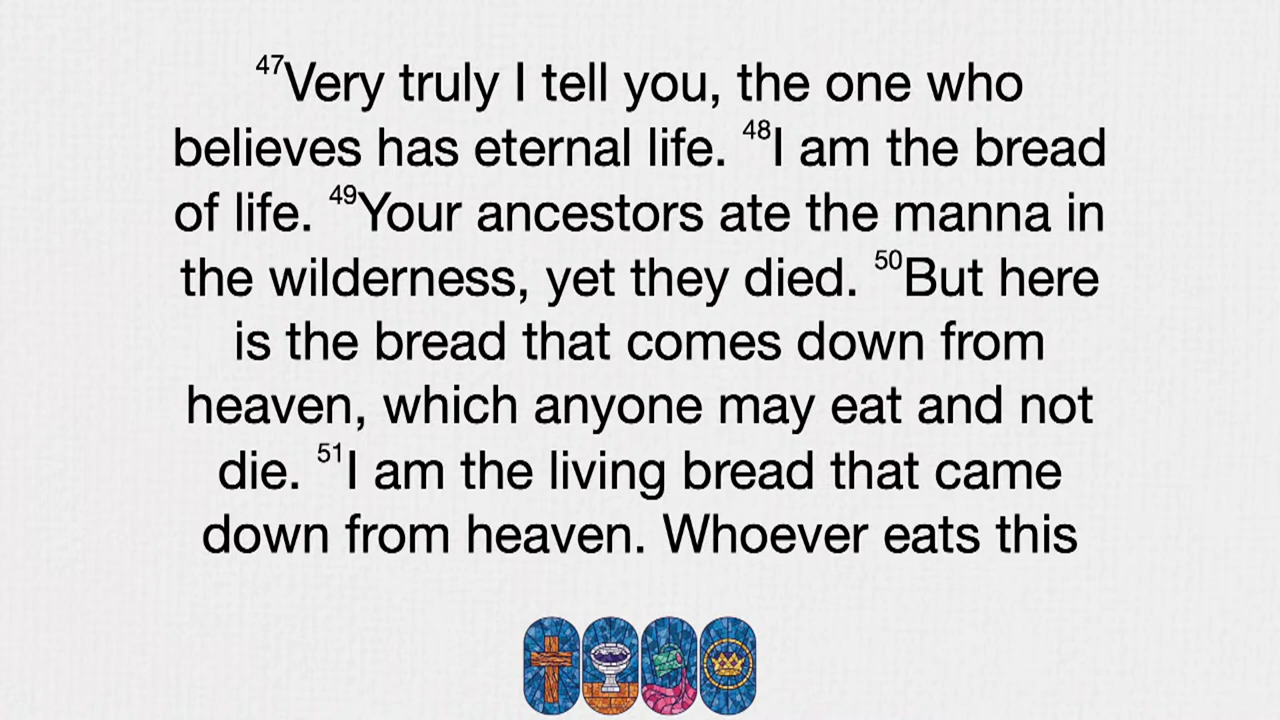 47Very truly I tell you, the one who
believes has eternal life. 48I am the bread
of life. 49Your ancestors ate the manna in
the wilderness, yet they died. 50But here
is the bread that comes down from
heaven, which anyone may eat and not
die. 51I am the living bread that came
down from heaven. Whoever eats this